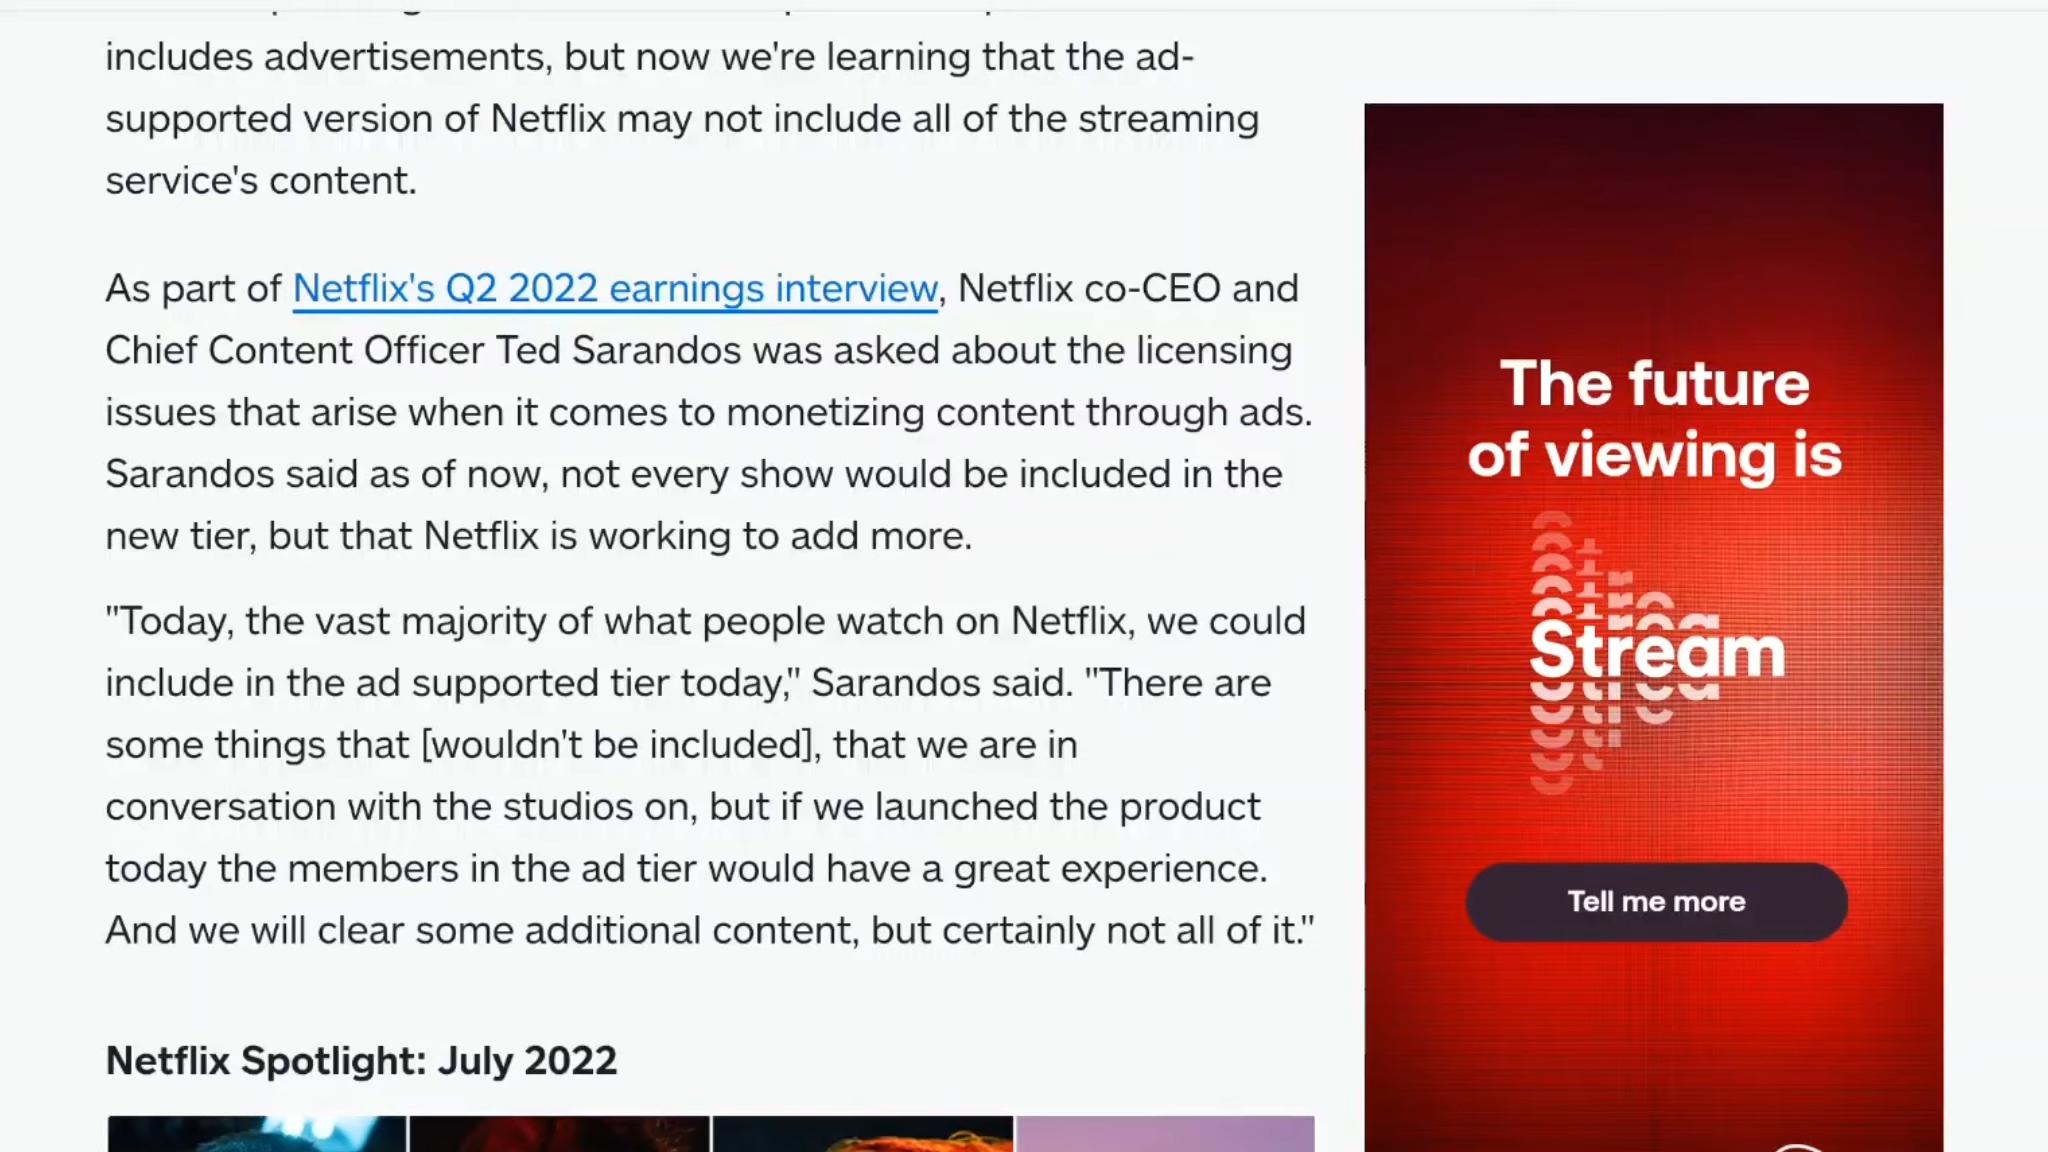 includes advertisements, but now we're learning that the ad-
supported version of Netflix may not include all of the streaming
service's content.
As part of Netflix's Q2 2022 earnings interview, Netflix co-CEO and
Chief Content Officer Ted Sarandos was asked about the licensing
issues that arise when it comes to monetizing content through ads.
Sarandos said as of now, not every show would be included in the
new tier, but that Netflix is working to add more.
"Today, the vast majority of what people watch on Netflix, we could
include in the ad supported tier today," Sarandos said. "There are
some things that [wouldn't be included], that we are in
conversation with the studios on, but if we launched the product
today the members in the ad tier would have a great experience.
And we will clear some additional content, but certainly not all of it."
Netflix Spotlight: July 2022
The future
of viewing is
Stream
Tell me more